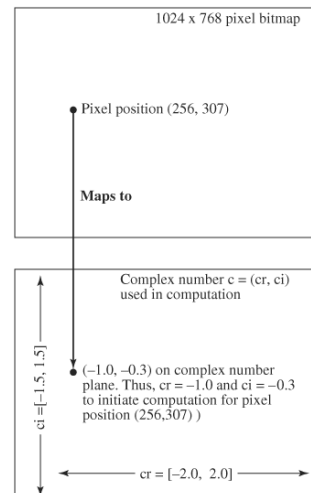 1024 x 768 pixel bitmap
Pixel position (256, 307)
Maps to
Complex number c = (cr, ci)
used in computation
ci =[–1.5, 1.5]
(–1.0, –0.3) on complex number
plane. Thus, cr = –1.0 and ci = –0.3
to initiate computation for pixel
position (256,307) )
cr = [–2.0, 2.0]